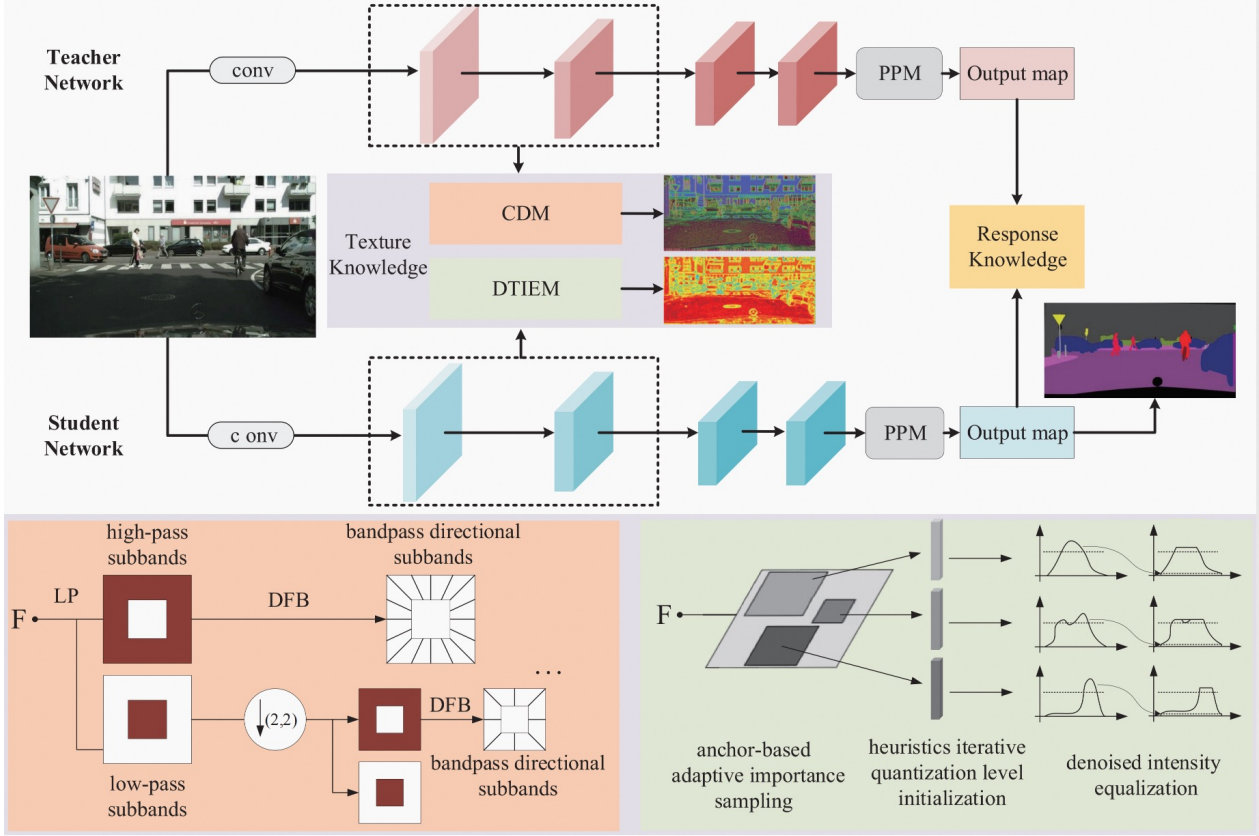 Teacher
Network
conv
PPM
Output map
CDM
Texture
Knowledge
DTIEM
Response
Knowledge
Student
Network
c onv
PPM
Output map
high-pass
subbands
bandpass directional
subbands
LP
DFB
F
...
(2,2)
DFB
low-pass
subbands
bandpass directional
subbands
F
anchor-based
adaptive importance
sampling
heuristics iterative
quantization level
initialization
denoised intensity
equalization